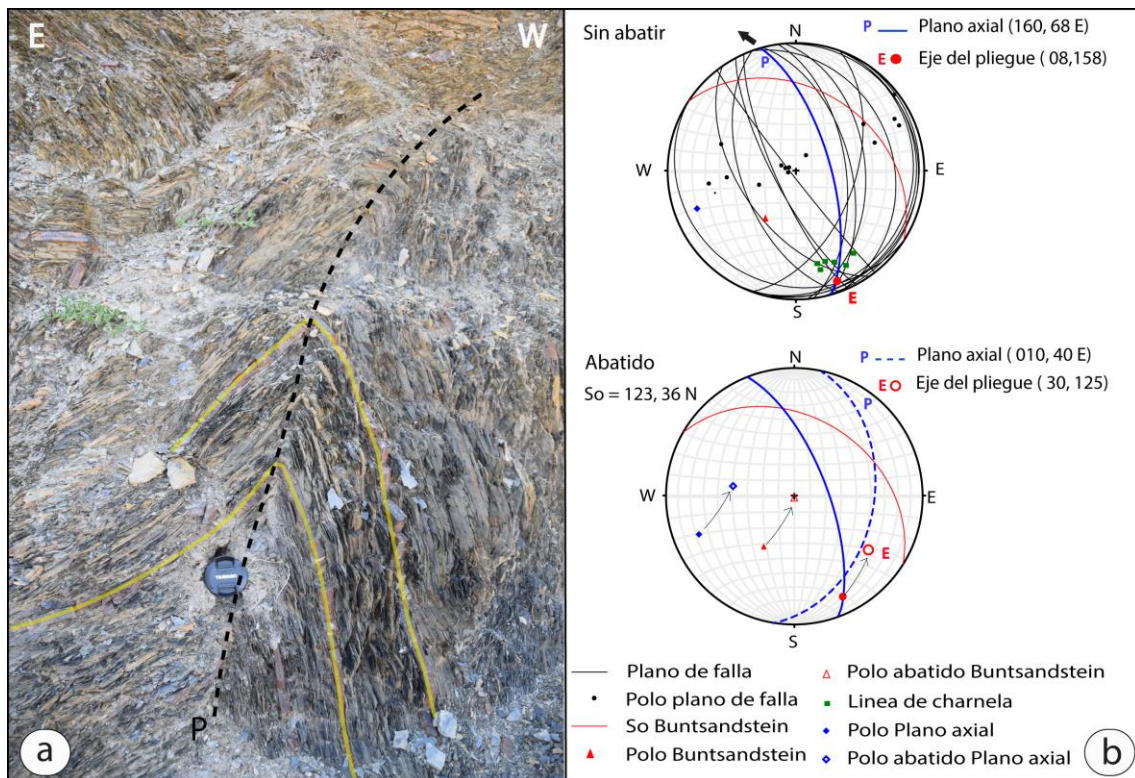 E
W
P
a
Sin abatir
P Plano axial (160, 68 E)
E Eje del pliegue ( 08,158)
N
P
W
E
E
S
Abatido
So = 123, 36 N
P Plano axial ( 010, 40 E)
E Eje del pliegue ( 30, 125)
N
P
W
E
E
S
Plano de falla
Polo plano de falla
So Buntsandstein
Polo Buntsandstein
Polo abatido Buntsandstein
Linea de charnela
Polo Plano axial
Polo abatido Plano axial
b